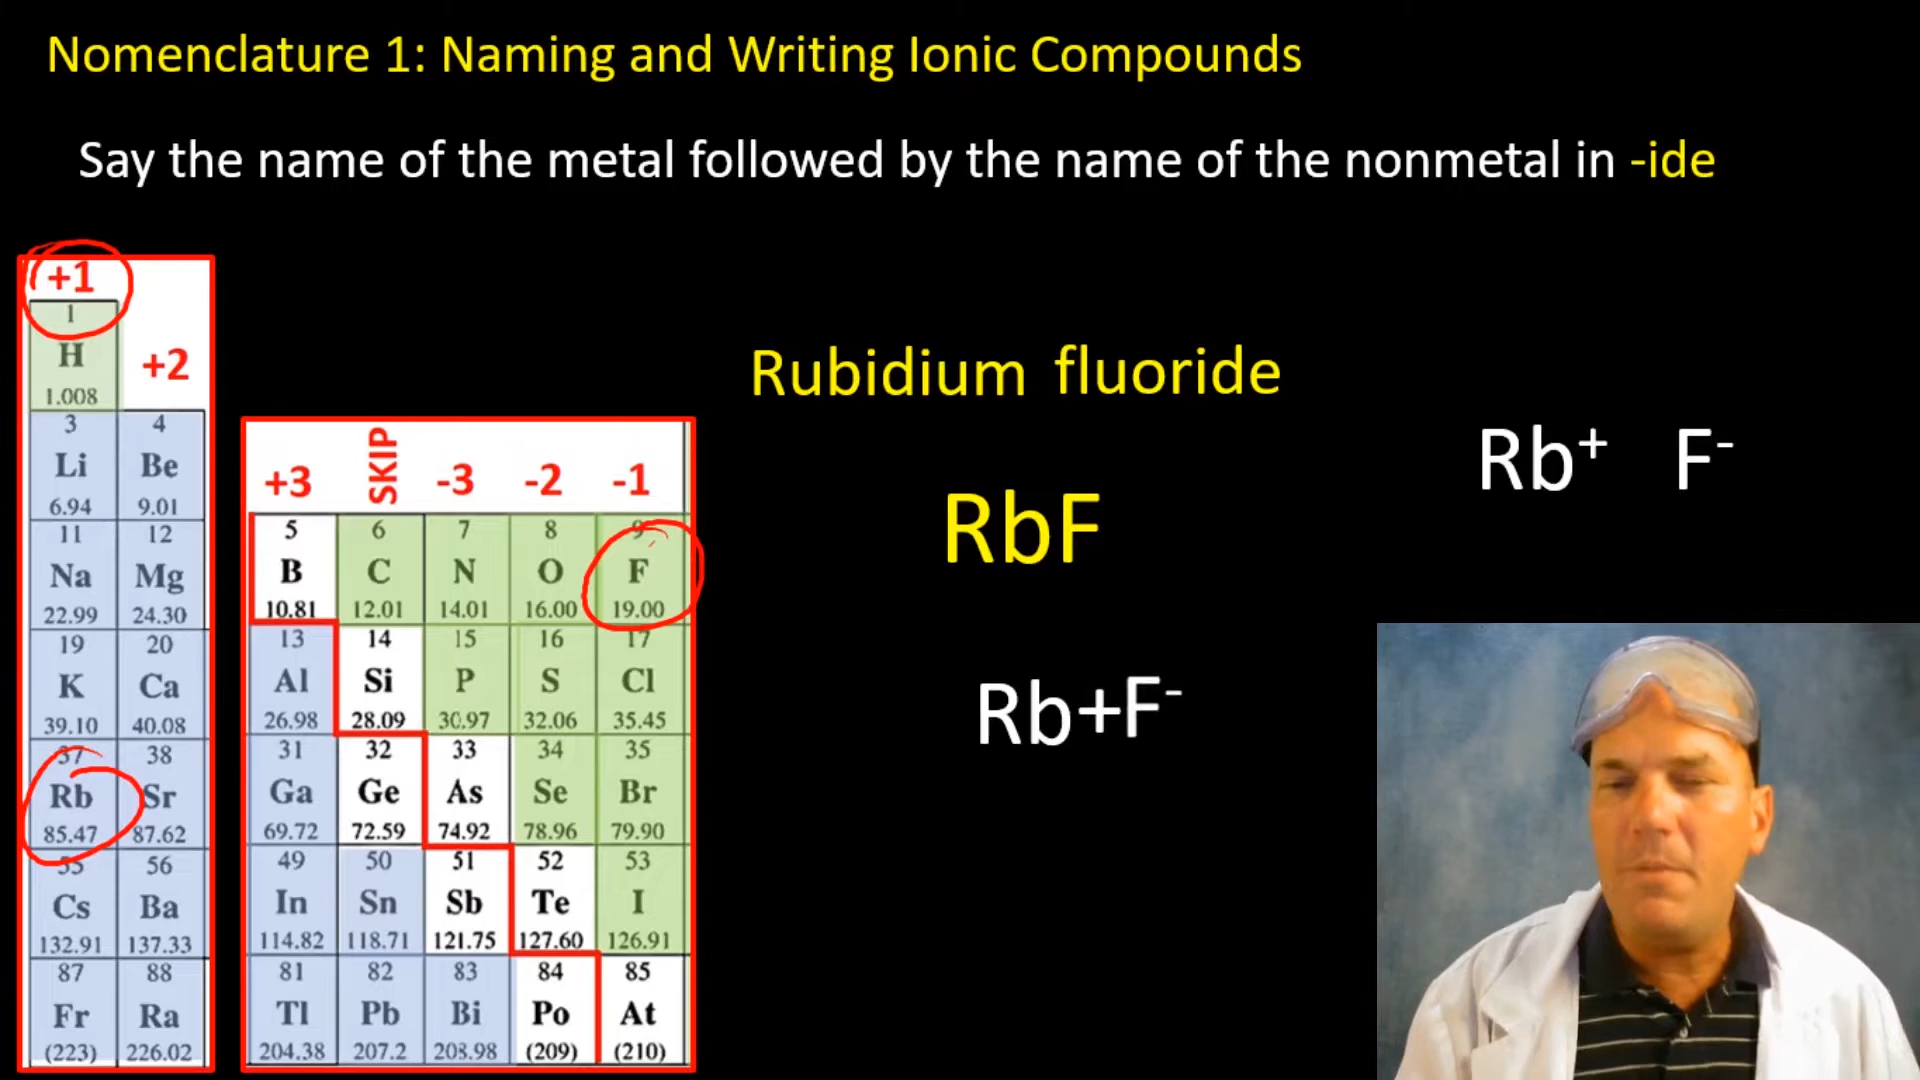 Nomenclature 1: Naming and Writing Ionic Compounds
Say the name of the metal followed by the name of the nonmetal in -ide
+1
1
H +2
1.008
3 4
Li Be
6.94 9.01
11 12
Na Mg
22.99 24.30
19 20
K Ca
39.10 40.08
37 38
Rb Sr
85.47 87.62
55 56
Cs Ba
132.91 137.33
87 88
Fr Ra
(223) 226.02
+3 SKIP -3 -2 -1
5 6 7 8 9
B C N O F
10.81 12.01 14.01 16.00 19.00
13 14 15 16 17
Al Si P S Cl
26.98 28.09 30.97 32.06 35.45
31 32 33 34 35
Ga Ge As Se Br
69.72 72.59 74.92 78.96 79.90
49 50 51 52 53
In Sn Sb Te I
114.82 118.71 121.75 127.60 126.91
81 82 83 84 85
Tl Pb Bi Po At
204.38 207.2 208.98 (209) (210)
Rubidium fluoride
RbF
Rb+F⁻
Rb⁺ F⁻